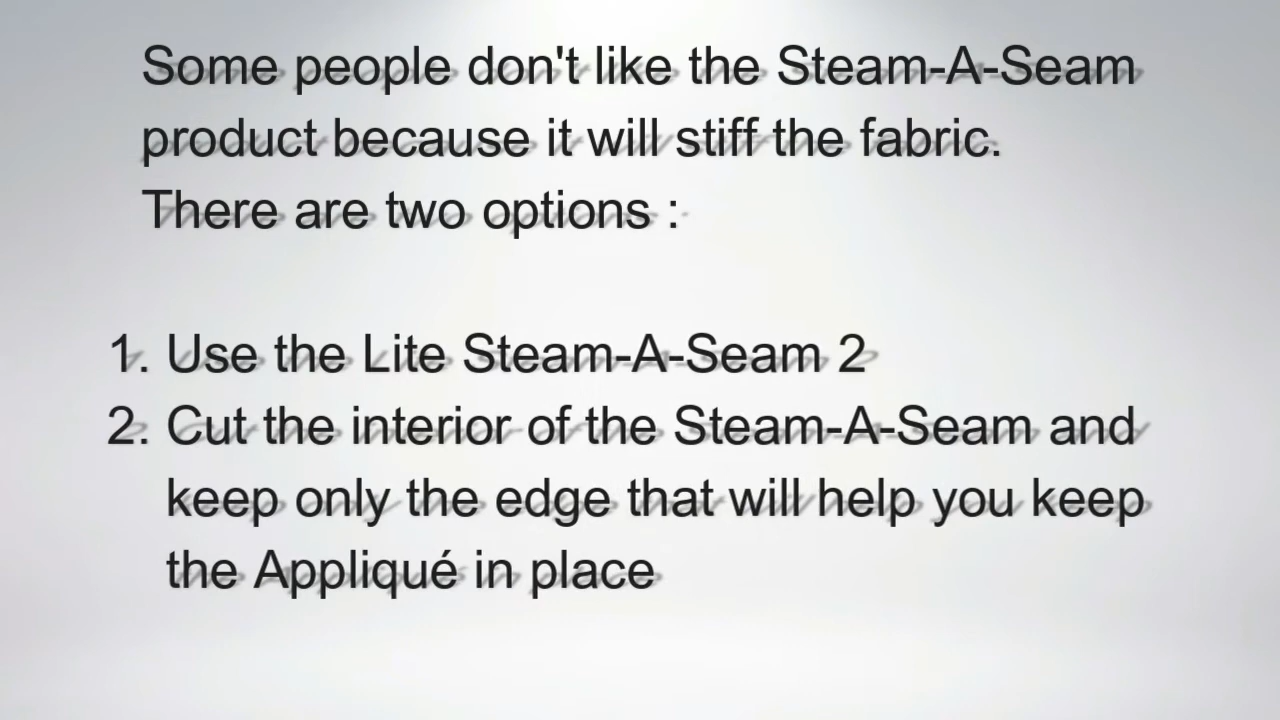 Some people don't like the Steam-A-Seam
product because it will stiff the fabric.
There are two options :
1. Use the Lite Steam-A-Seam 2
2. Cut the interior of the Steam-A-Seam and
keep only the edge that will help you keep
the Appliqué in place